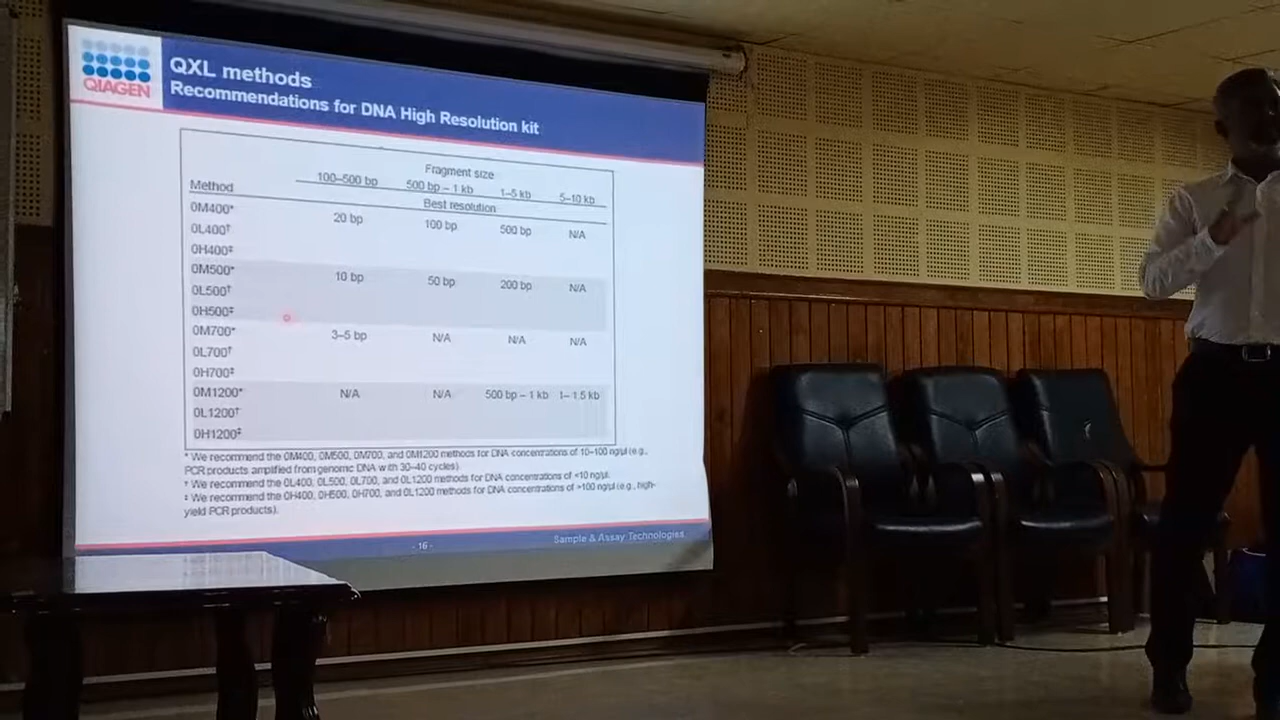 QIAGEN
QXL methods
Recommendations for DNA High Resolution kit
Fragment size
Method 100–500 bp 500 bp – 1 kb 1–5 kb 5–10 kb
Best resolution
0M400*
0L400† 20 bp 100 bp 500 bp N/A
0H400‡
0M500*
0L500† 10 bp 50 bp 200 bp N/A
0H500‡
0M700* 3–5 bp N/A N/A N/A
0L700†
0H700‡
0M1200* N/A N/A 500 bp – 1 kb 1– 1.5 kb
0L1200†
0H1200‡
* We recommend the 0M400, 0M500, 0M700, and 0M1200 methods for DNA concentrations of 10–100 ng/µl (e.g.,
PCR products amplified from genomic DNA with 30–40 cycles).
† We recommend the 0L400, 0L500, 0L700, and 0L1200 methods for DNA concentrations of <10 ng/µl.
‡ We recommend the 0H400, 0H500, 0H700, and 0L1200 methods for DNA concentrations of >100 ng/µl (e.g., high-
yield PCR products).
- 16 -
Sample & Assay Technologies